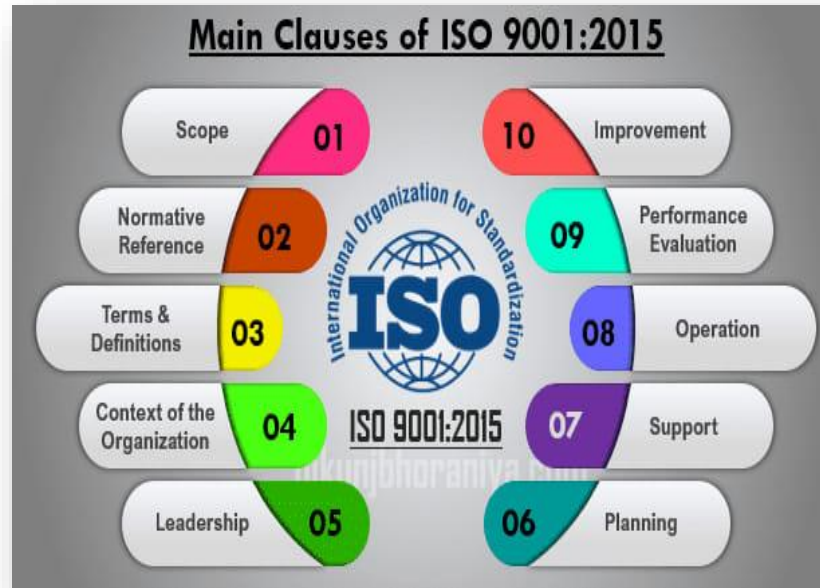 Main Clauses of ISO 9001:2015
Scope
01
Normative
Reference
02
Terms &
Definitions
03
Context of the
Organization
04
Leadership
05
10
Improvement
09
Performance
Evaluation
08
Operation
07
Support
06
Planning
International Organization for Standardization
ISO
ISO 9001:2015
nikunjbhoraniya.com